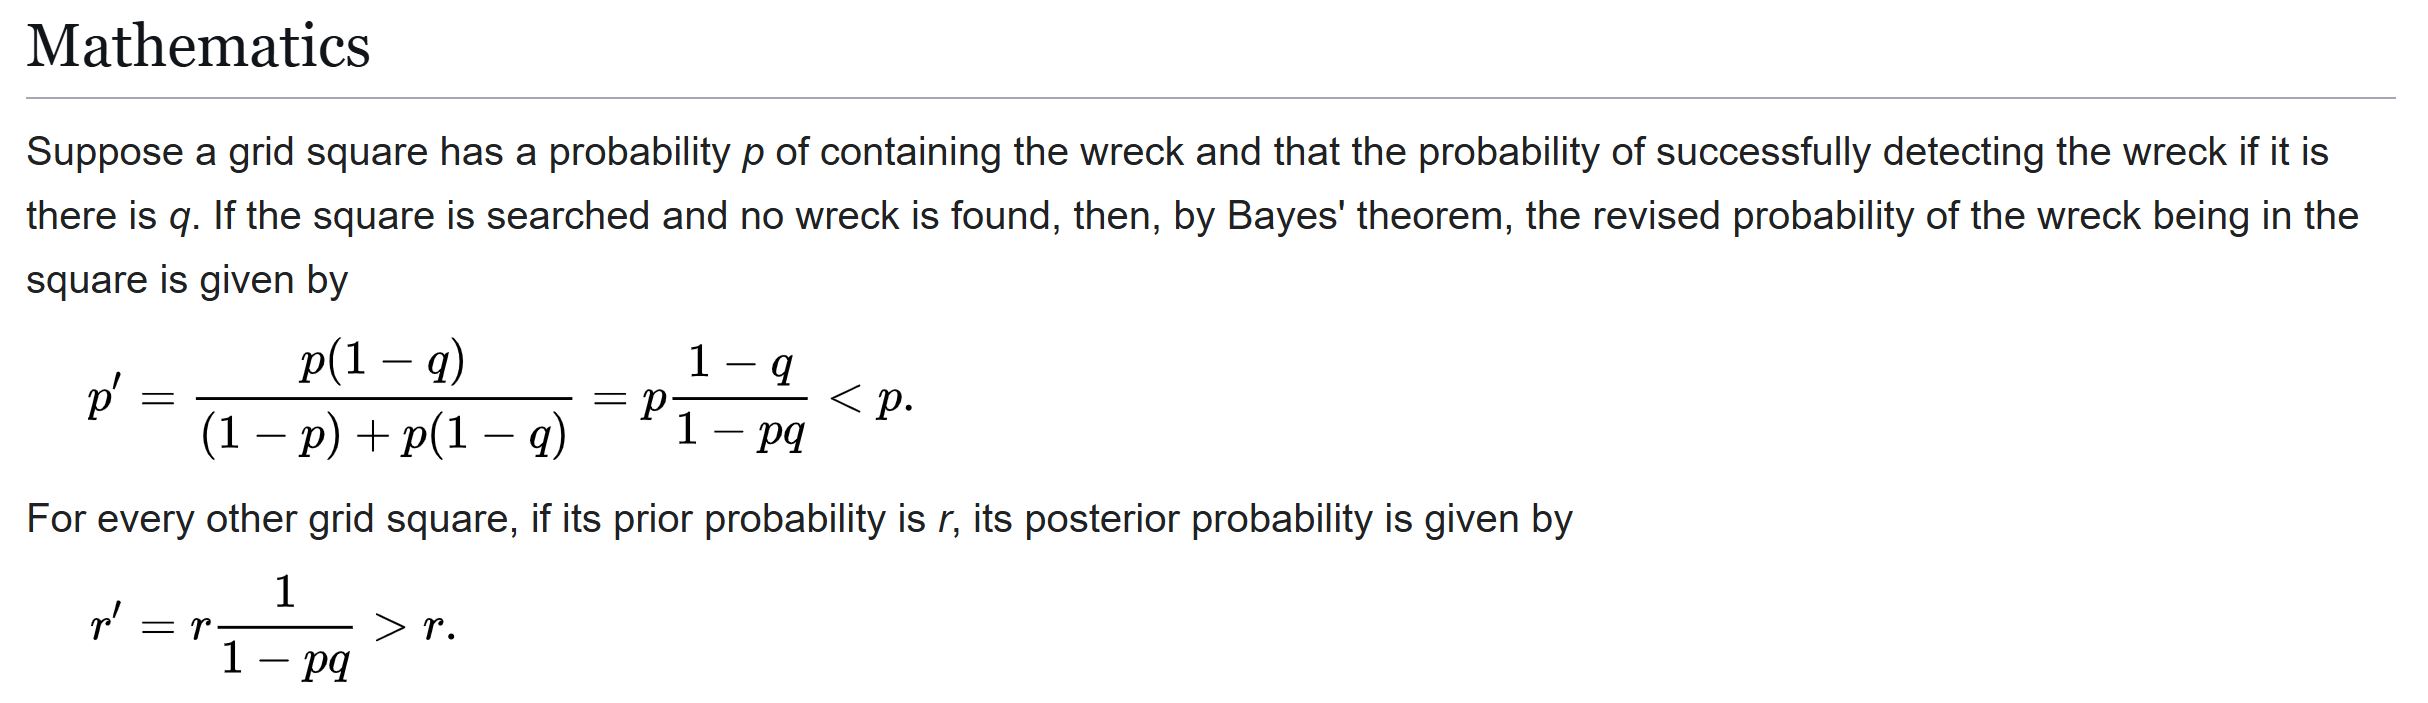 Mathematics
Suppose a grid square has a probability p of containing the wreck and that the probability of successfully detecting the wreck if it is
there is q. If the square is searched and no wreck is found, then, by Bayes' theorem, the revised probability of the wreck being in the
square is given by
p′ = \frac{p(1 − q)}{(1 − p) + p(1 − q)} = p \frac{1 − q}{1 − pq} < p.
For every other grid square, if its prior probability is r, its posterior probability is given by
r′ = r \frac{1}{1 − pq} > r.